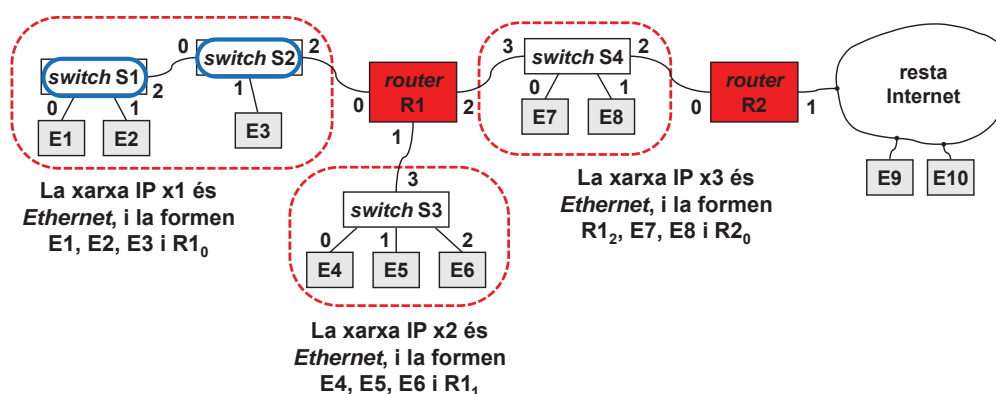 0
2
switch S2
switch S1
0
1
2
1
E1
E2
E3
router
R1
0
2
1
3
switch S4
2
0
1
E7
E8
router
R2
0
1
resta
Internet
E9
E10
La xarxa IP x1 és
Ethernet, i la formen
E1, E2, E3 i R1₀
3
switch S3
0
1
2
E4
E5
E6
La xarxa IP x3 és
Ethernet, i la formen
R1₂, E7, E8 i R2₀
La xarxa IP x2 és
Ethernet, i la formen
E4, E5, E6 i R1₁